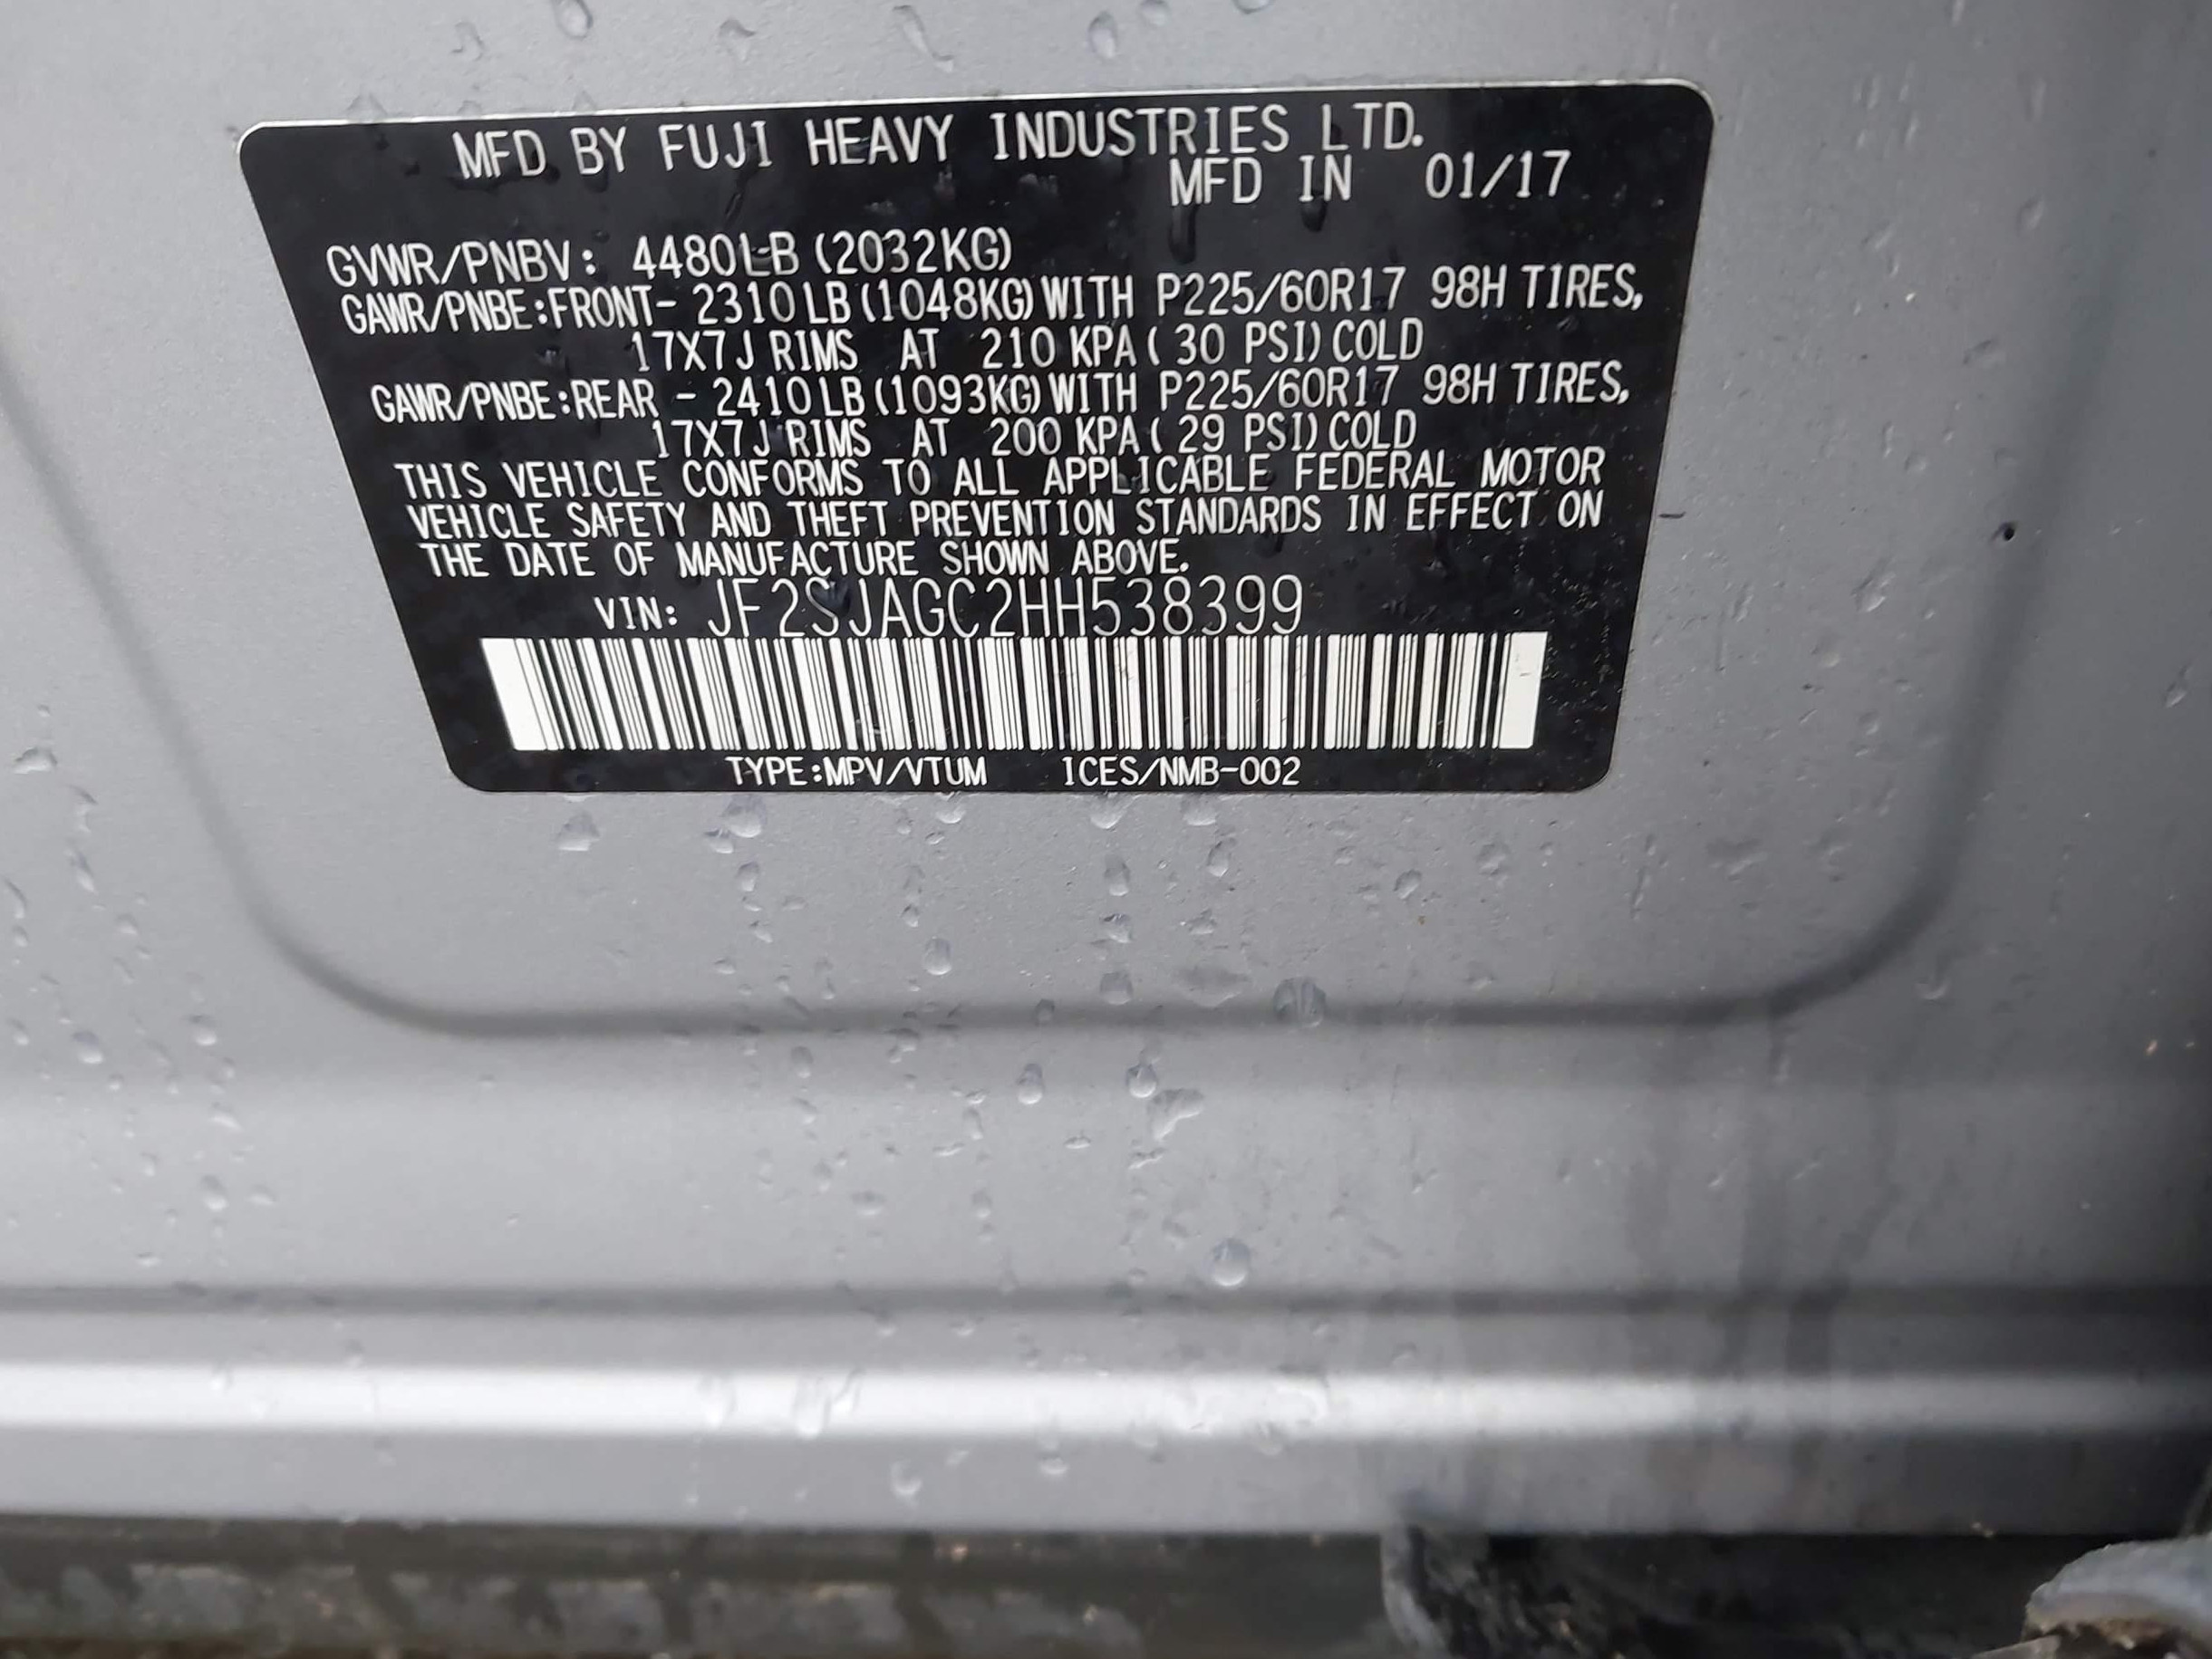 MFD BY FUJI HEAVY INDUSTRIES LTD.
MFD IN 01/17
GVWR/PNBV: 4480LB (2032KG)
GAWR/PNBE:FRONT- 2310LB (1048KG) WITH P225/60R17 98H TIRES,
17X7J RIMS AT 210 KPA ( 30 PSI) COLD
GAWR/PNBE:REAR - 2410LB (1093KG) WITH P225/60R17 98H TIRES,
17X7J RIMS AT 200 KPA ( 29 PSI) COLD
THIS VEHICLE CONFORMS TO ALL APPLICABLE FEDERAL MOTOR
VEHICLE SAFETY AND THEFT PREVENTION STANDARDS IN EFFECT ON
THE DATE OF MANUFACTURE SHOWN ABOVE.
VIN: JF2SJAGC2HH538399
TYPE:MPV/VTUM ICES/NMB-002